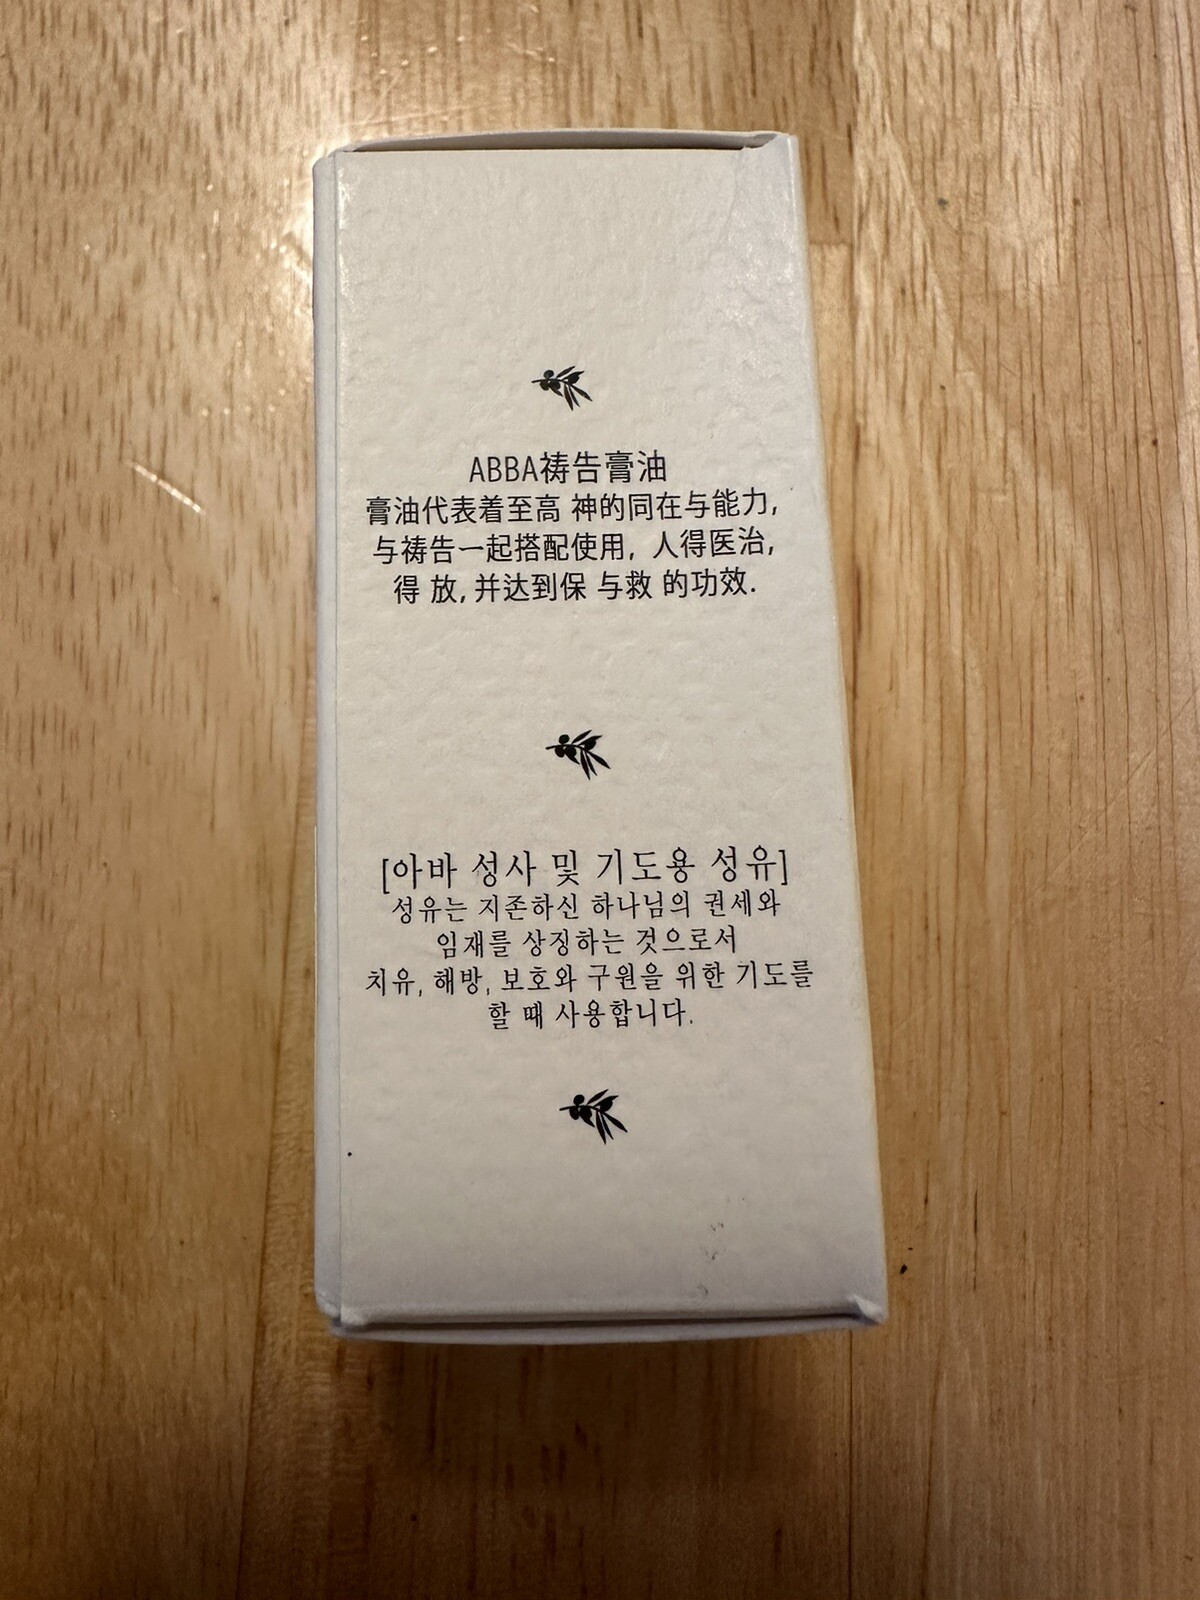 ABBA祷告膏油
膏油代表着至高 神的同在与能力,
与祷告一起搭配使用, 人得医治,
得 放, 并达到保 与救 的功效.
[아바 성사 및 기도용 성유]
성유는 지존하신 하나님의 권세와
임재를 상징하는 것으로서
치유, 해방, 보호와 구원을 위한 기도를
할 때 사용합니다.